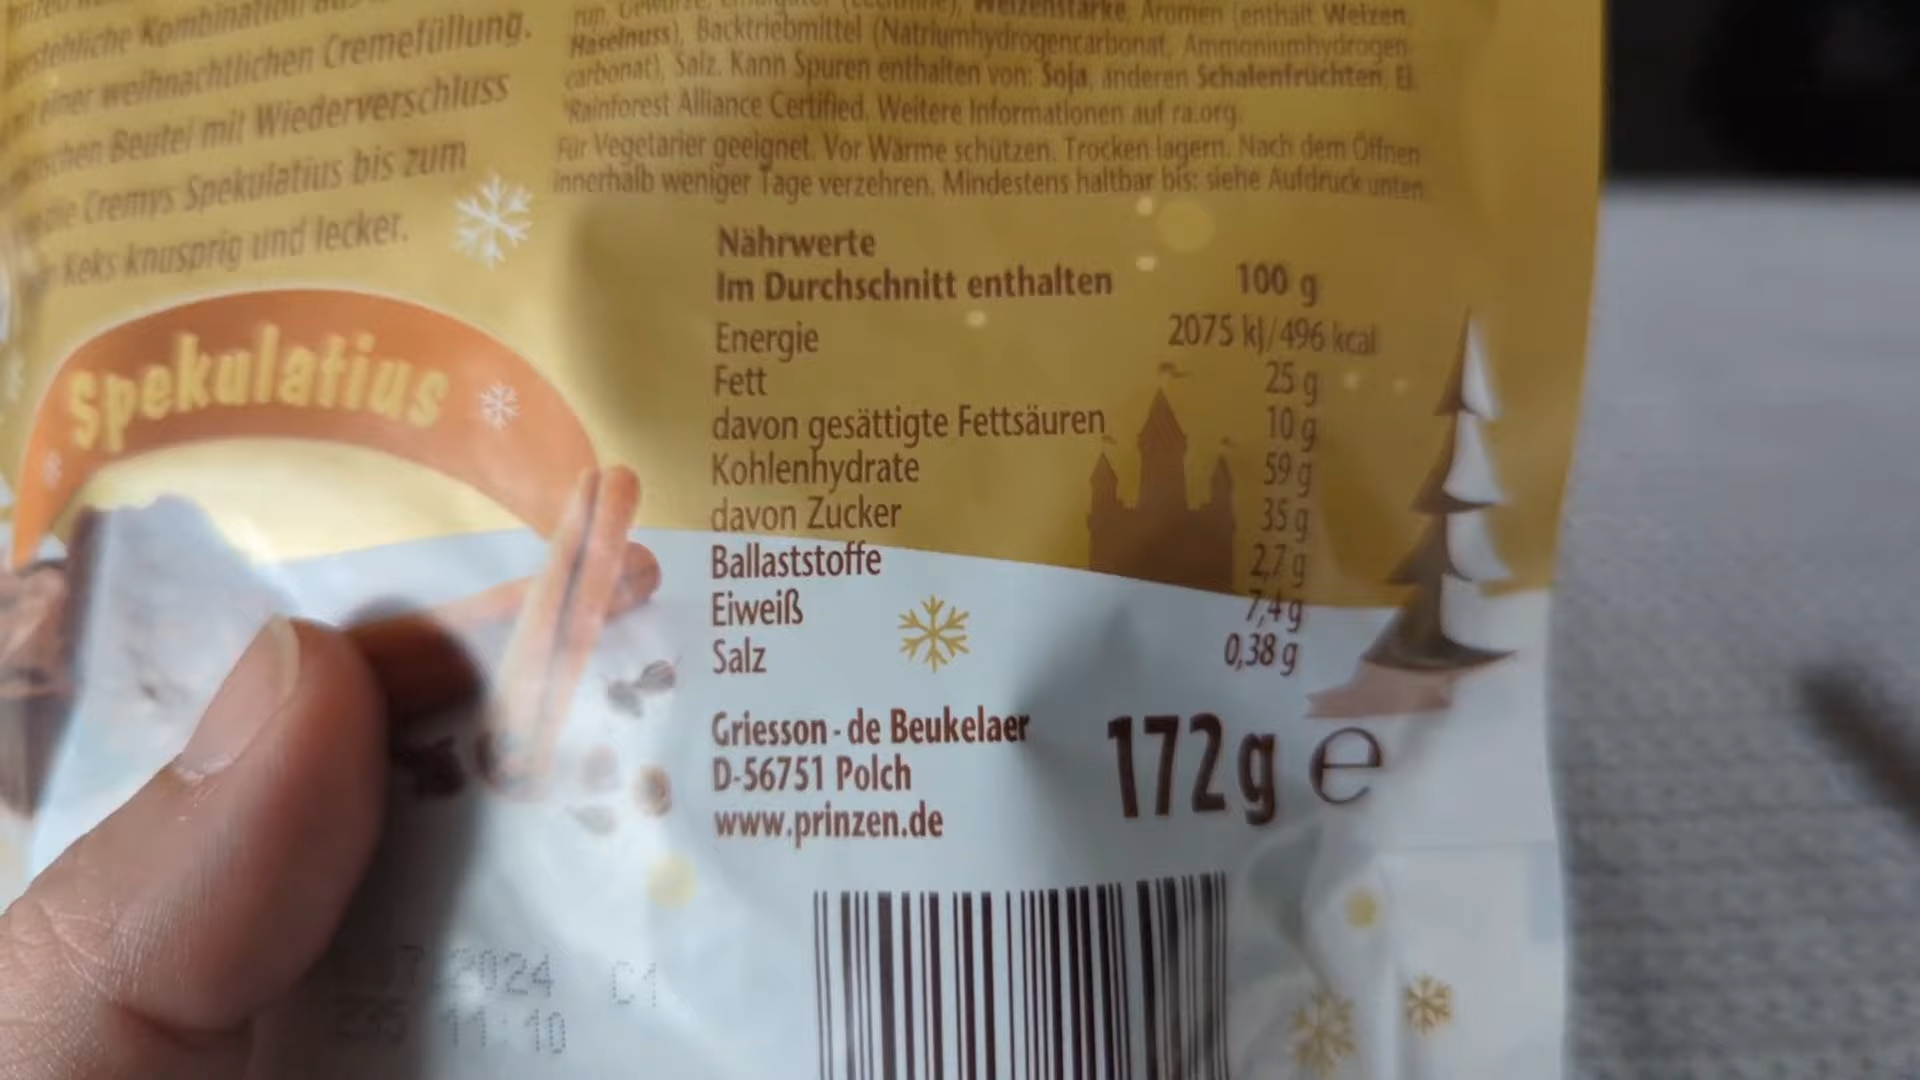 Kombination
einer weihnachtlichen Cremefüllung.
Beutel mit Wiederverschluss
die Cremys Spekulatius bis zum
Keks knusprig und lecker.
Spekulatius
Weizenstärke, Aromen (enthält Weizen,
Haselnuss), Backtriebmittel (Natriumhydrogencarbonat, Ammoniumhydrogen-
carbonat), Salz. Kann Spuren enthalten von: Soja, anderen Schalenfrüchten, Ei.
Rainforest Alliance Certified. Weitere Informationen auf ra.org.
Für Vegetarier geeignet. Vor Wärme schützen. Trocken lagern. Nach dem Öffnen
innerhalb weniger Tage verzehren. Mindestens haltbar bis: siehe Aufdruck unten
Nährwerte
Im Durchschnitt enthalten 100 g
Energie 2075 kJ/496 kcal
Fett 25 g
davon gesättigte Fettsäuren 10 g
Kohlenhydrate 59 g
davon Zucker 35 g
Ballaststoffe 2,7 g
Eiweiß 7,4 g
Salz 0,38 g
Griesson - de Beukelaer
D-56751 Polch
www.prinzen.de
172 g e
2024 C1
11:10